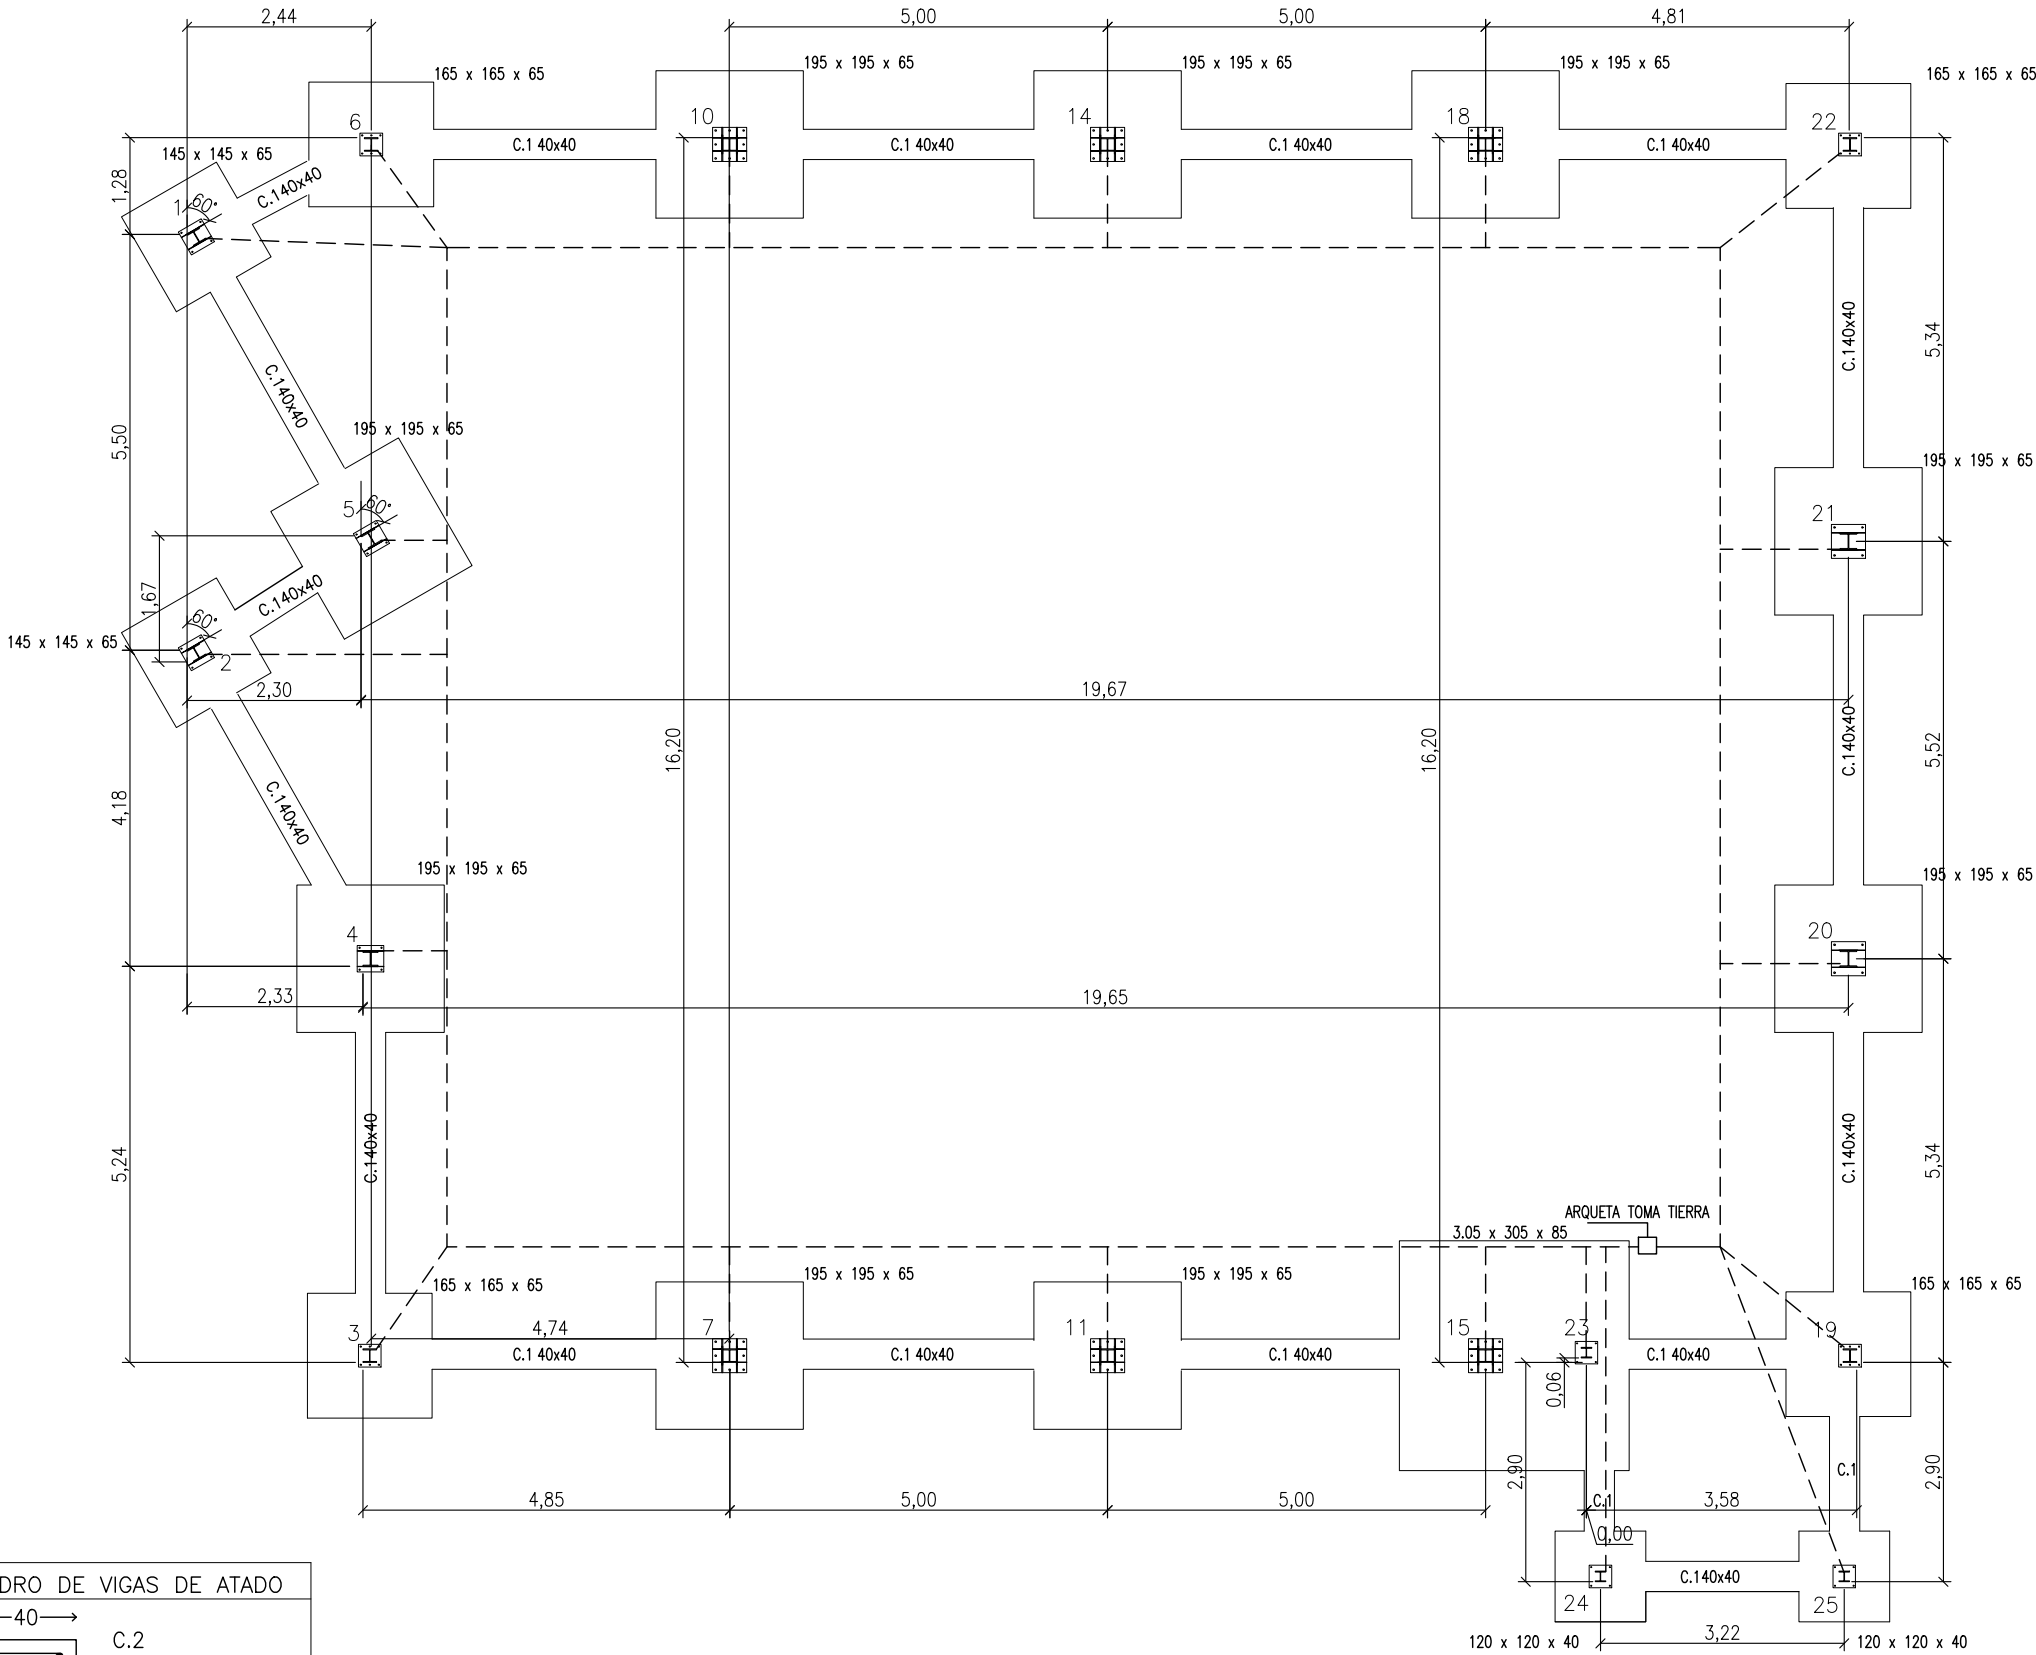 2,44
5,00
5,00
4,81
165 x 165 x 65
195 x 195 x 65
195 x 195 x 65
195 x 195 x 65
165 x 165 x 65
6
10
14
18
22
C.1 40x40
C.1 40x40
C.1 40x40
C.1 40x40
145 x 145 x 65
C.140x40
1,28
1
60°
C.140x40
5,34
C.140x40
5,50
195 x 195 x 65
195 x 195 x 65
5
60°
21
1,67
C.140x40
60°
145 x 145 x 65
2
2,30
19,67
16,20
16,20
C.140x40
5,52
4,18
C.140x40
195 x 195 x 65
195 x 195 x 65
4
20
2,33
19,65
C.140x40
C.140x40
5,24
5,34
ARQUETA TOMA TIERRA
3.05 x 305 x 85
165 x 165 x 65
195 x 195 x 65
195 x 195 x 65
165 x 165 x 65
3
4,74
7
11
15
23
19
C.1 40x40
C.1 40x40
C.1 40x40
C.1 40x40
0,06
2,90
C.1
2,90
4,85
5,00
5,00
C.1
3,58
0,00
C.140x40
24
25
3,22
120 x 120 x 40
120 x 120 x 40
DRO DE VIGAS DE ATADO
40
C.2